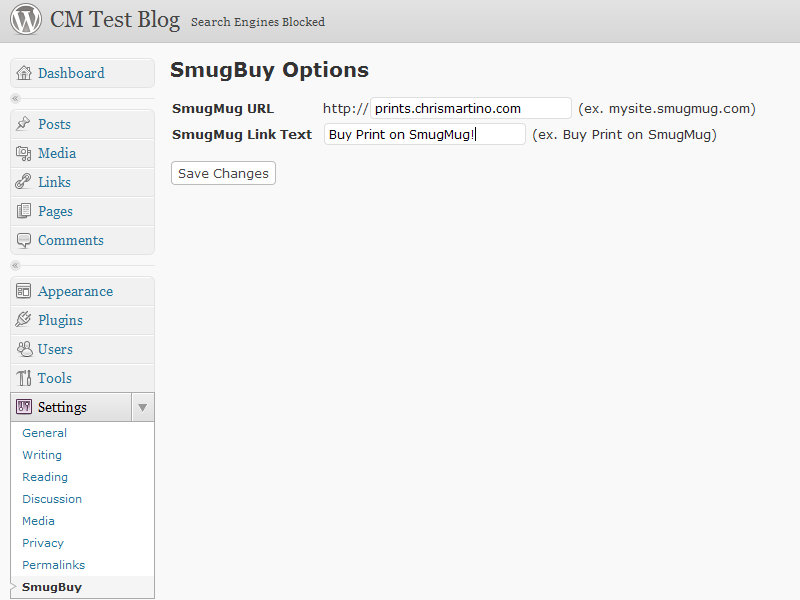 CM Test Blog Search Engines Blocked
Dashboard
Posts
Media
Links
Pages
Comments
Appearance
Plugins
Users
Tools
Settings
General
Writing
Reading
Discussion
Media
Privacy
Permalinks
SmugBuy
SmugBuy Options
SmugMug URL http:// prints.chrismartino.com (ex. mysite.smugmug.com)
SmugMug Link Text Buy Print on SmugMug! (ex. Buy Print on SmugMug)
Save Changes